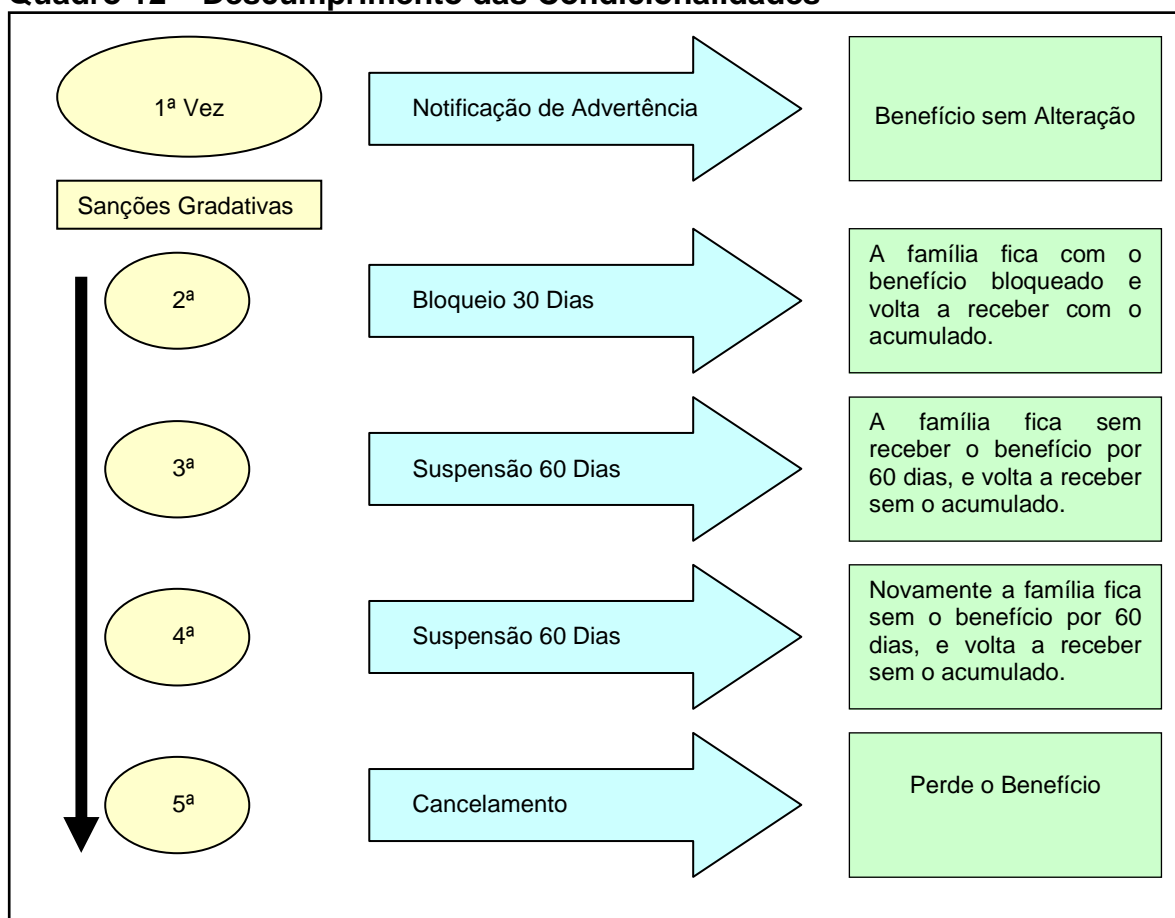 Quadro 12 – Descumprimento das Condicionalidades
1ª Vez
Notificação de Advertência
Benefício sem Alteração
Sanções Gradativas
2ª
Bloqueio 30 Dias
A família fica com o
benefício bloqueado e
volta a receber com o
acumulado.
3ª
Suspensão 60 Dias
A família fica sem
receber o benefício por
60 dias, e volta a receber
sem o acumulado.
4ª
Suspensão 60 Dias
Novamente a família fica
sem o benefício por 60
dias, e volta a receber
sem o acumulado.
5ª
Cancelamento
Perde o Benefício